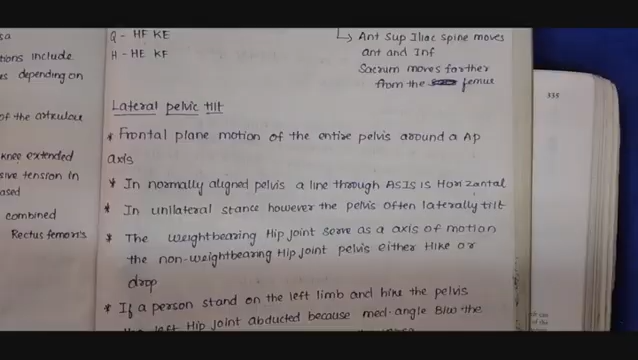 sa
tions include
s depending on
of the articular
knee extended
sive tension in
ased
combined
Rectus femoris
Q - HF KE
H - HE KF
Ant Sup Iliac spine moves
ant and Inf
Sacrum moves farther
from the femur
Lateral pelvic tilt
* Frontal plane motion of the entire pelvis around a AP
axis
* In normally aligned pelvis a line through ASIS is Horizantal
* In unilateral stance however the pelvis often laterally tilt
* The weightbearing Hip joint serve as a axis of motion
the non-weightbearing Hip joint pelvis either Hike or
drop
* If a person stand on the left limb and hike the pelvis
the left Hip joint abducted because med-angle B/w the
335